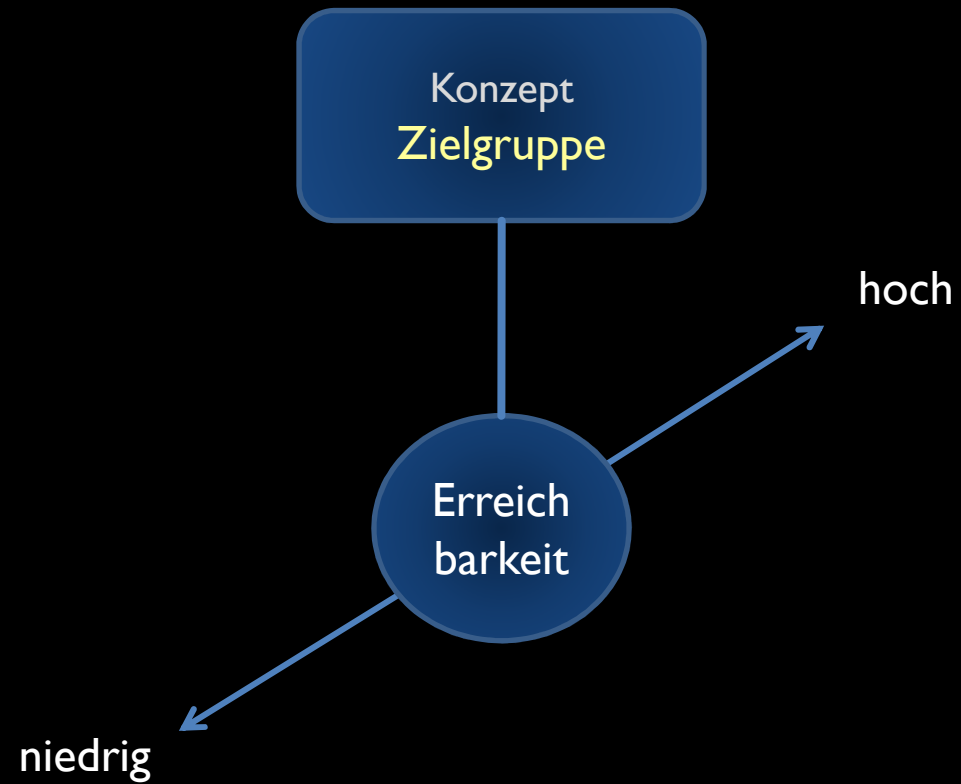 Konzept
Zielgruppe
hoch
Erreich
barkeit
niedrig